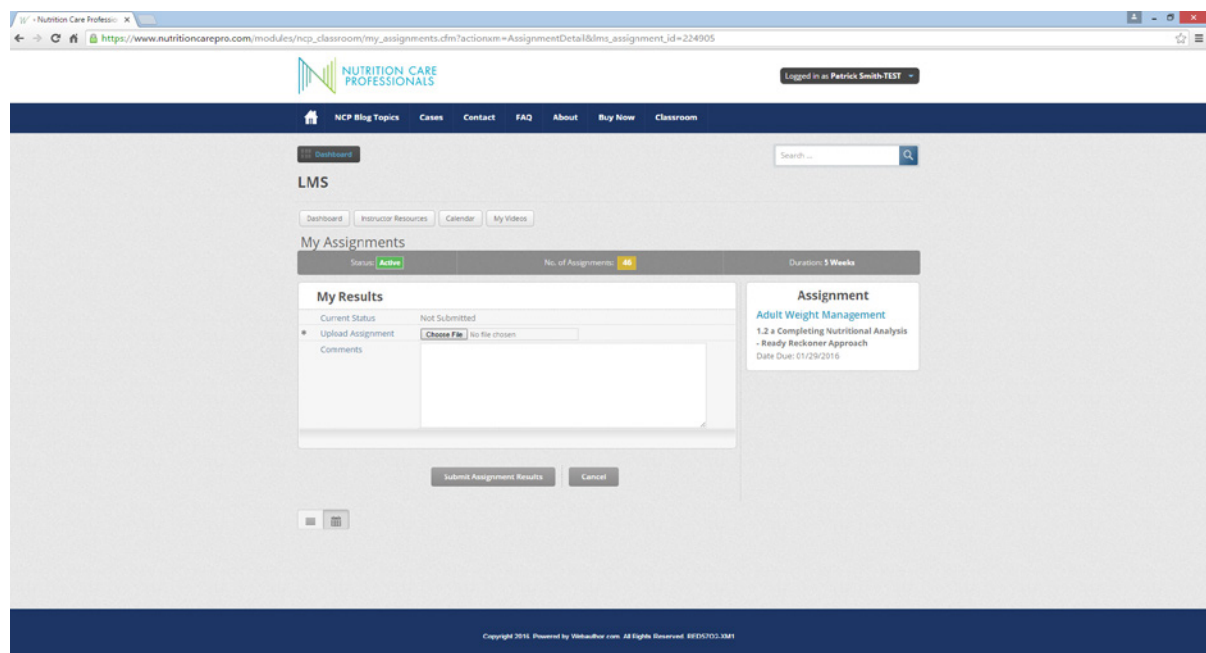 - Nutrition Care Professio
https://www.nutritioncarepro.com/modules/ncp_classroom/my_assignments.cfm?actionxm=AssignmentDetail&lms_assignment_id=224905
NUTRITION CARE
PROFESSIONALS
Logged in as Patrick Smith-TEST
NCP Blog Topics Cases Contact FAQ About Buy Now Classroom
Dashboard
Search ...
LMS
Dashboard Instructor Resources Calendar My Videos
My Assignments
Status: Active No. of Assignments: 46 Duration: 5 Weeks
My Results
Current Status Not Submitted
Upload Assignment Choose File No file chosen
Comments
Assignment
Adult Weight Management
1.2 a Completing Nutritional Analysis
- Ready Reckoner Approach
Date Due: 01/29/2016
Submit Assignment Results Cancel
Copyright 2016. Powered by Webauthor.com. All Rights Reserved.